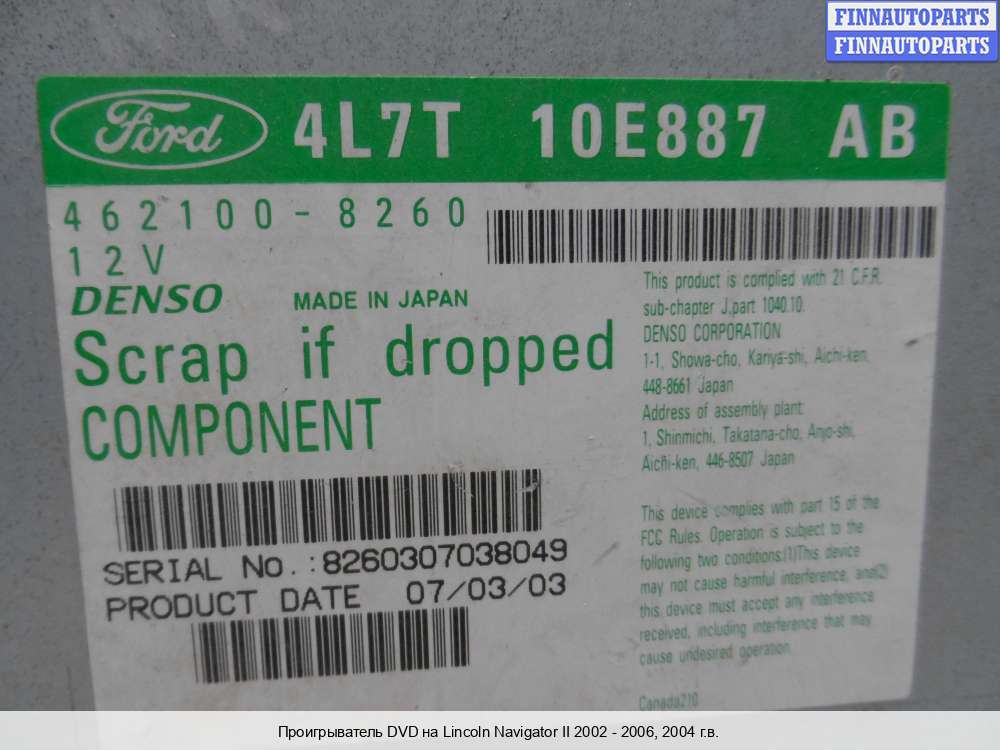 FINNAUTOPARTS
FINNAUTOPARTS
Ford 4L7T 10E887 AB
462100-8260
12V
DENSO MADE IN JAPAN
Scrap if dropped
COMPONENT
This product is complied with 21 C.F.R.
sub-chapter J,part 1040.10.
DENSO CORPORATION
1-1, Showa-cho, Kariya-shi, Aichi-ken,
448-8661 Japan
Address of assembly plant:
1, Shinmichi, Takatana-cho, Anjo-shi,
Aichi-ken, 446-8507 Japan
This device complies with part 15 of the
FCC Rules. Operation is subject to the
following two conditions:(1)This device
may not cause harmful interference, and(2)
this device must accept any interference
received, including interference that may
cause undesired operation.
Canada210
SERIAL No.:8260307038049
PRODUCT DATE 07/03/03
Проигрыватель DVD на Lincoln Navigator II 2002 - 2006, 2004 г.в.